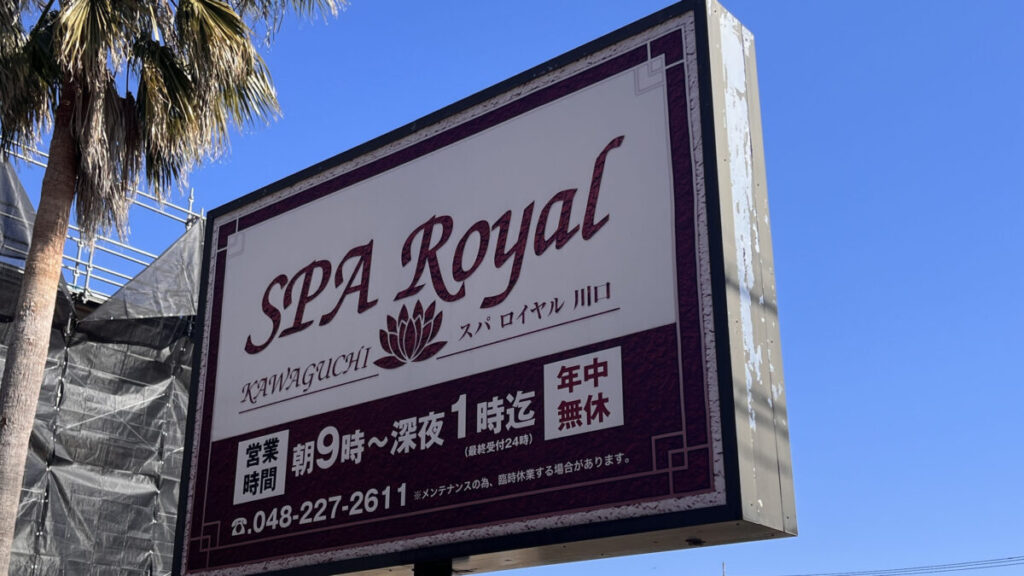 SPA Royal
KAWAGUCHI スパ ロイヤル 川口
営業時間 朝9時～深夜1時迄 年中無休
(最終受付24時)
☎.048-227-2611 ※メンテナンスの為、臨時休業する場合があります。